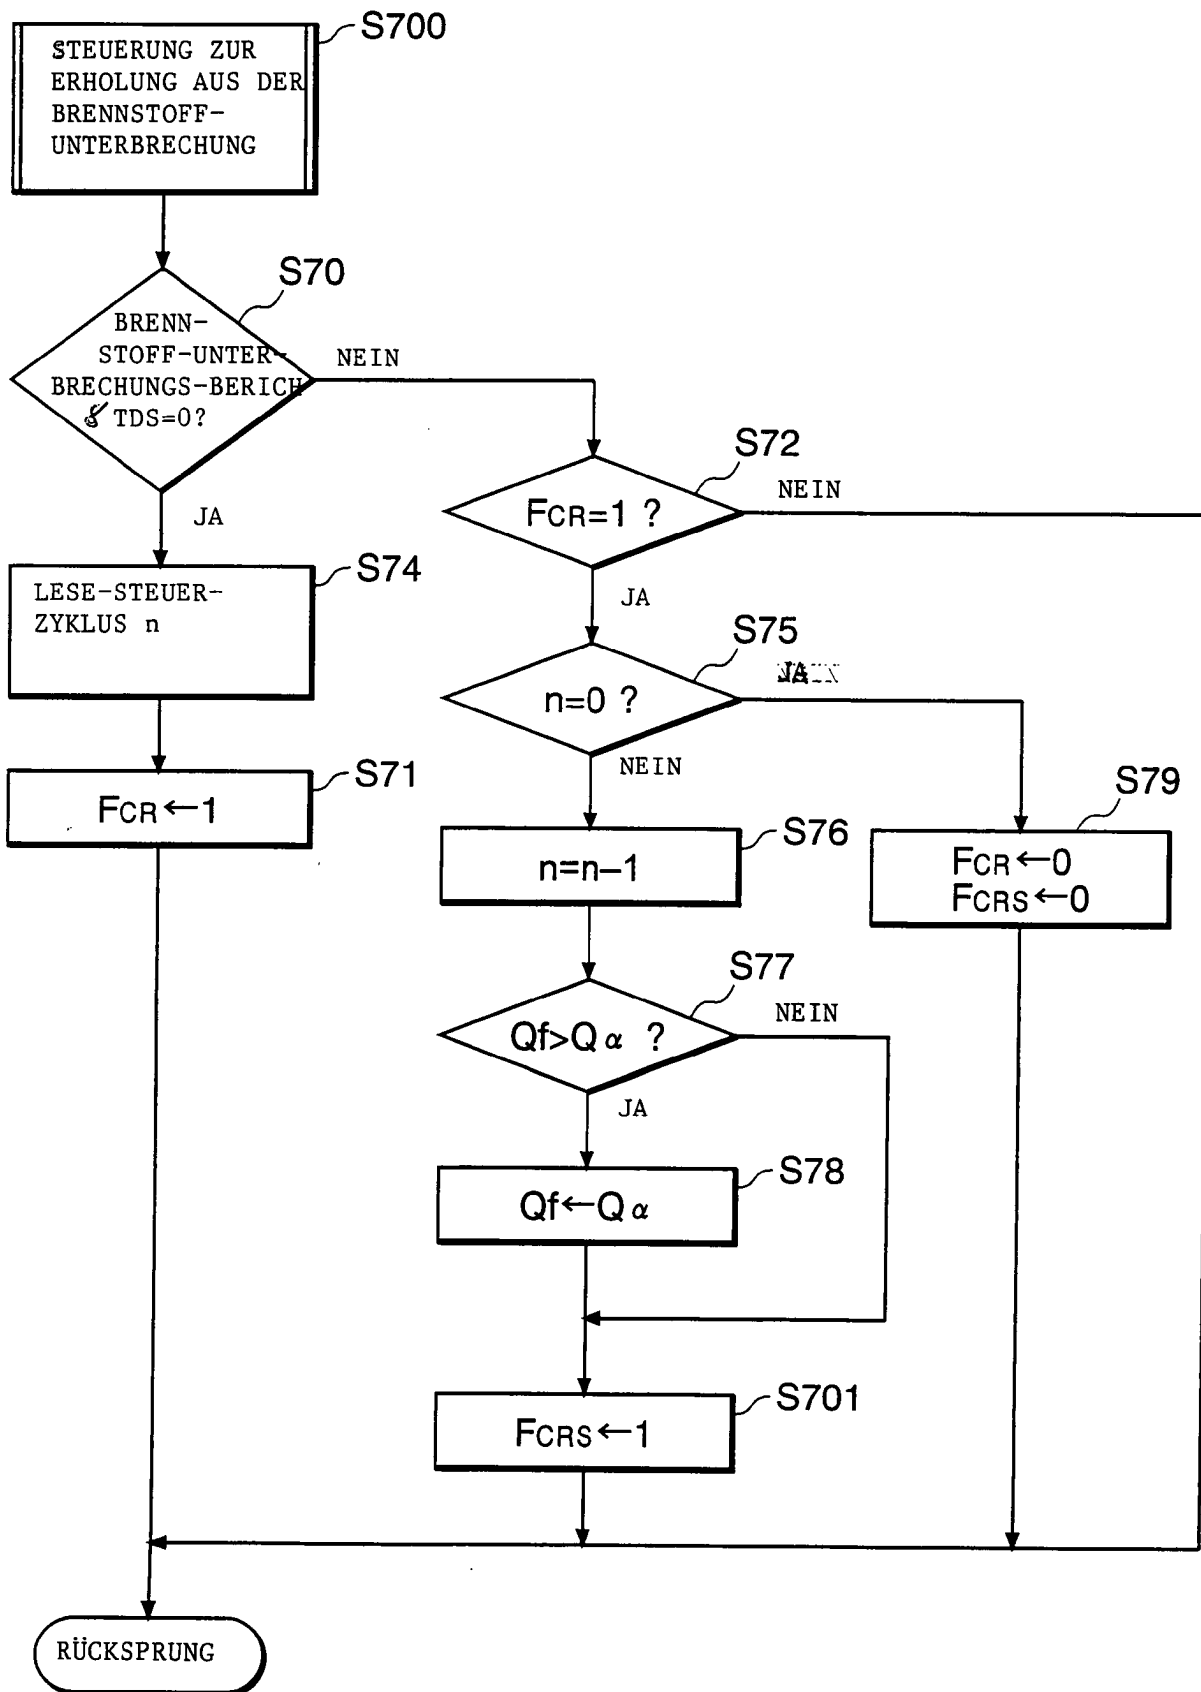 S700
STEUERUNG ZUR
ERHOLUNG AUS DER
BRENNSTOFF-
UNTERBRECHUNG
S70
BRENN-
STOFF-UNTER-
BRECHUNGS-BERICH
& TDS=0?
NEIN
JA
S72
FCR=1 ?
NEIN
JA
S74
LESE-STEUER-
ZYKLUS n
S75
n=0 ?
JA
NEIN
S71
FCR←1
S76
n=n-1
S79
FCR←0
FCRS←0
S77
Qf>Qα ?
NEIN
JA
S78
Qf←Qα
S701
FCRS←1
RÜCKSPRUNG